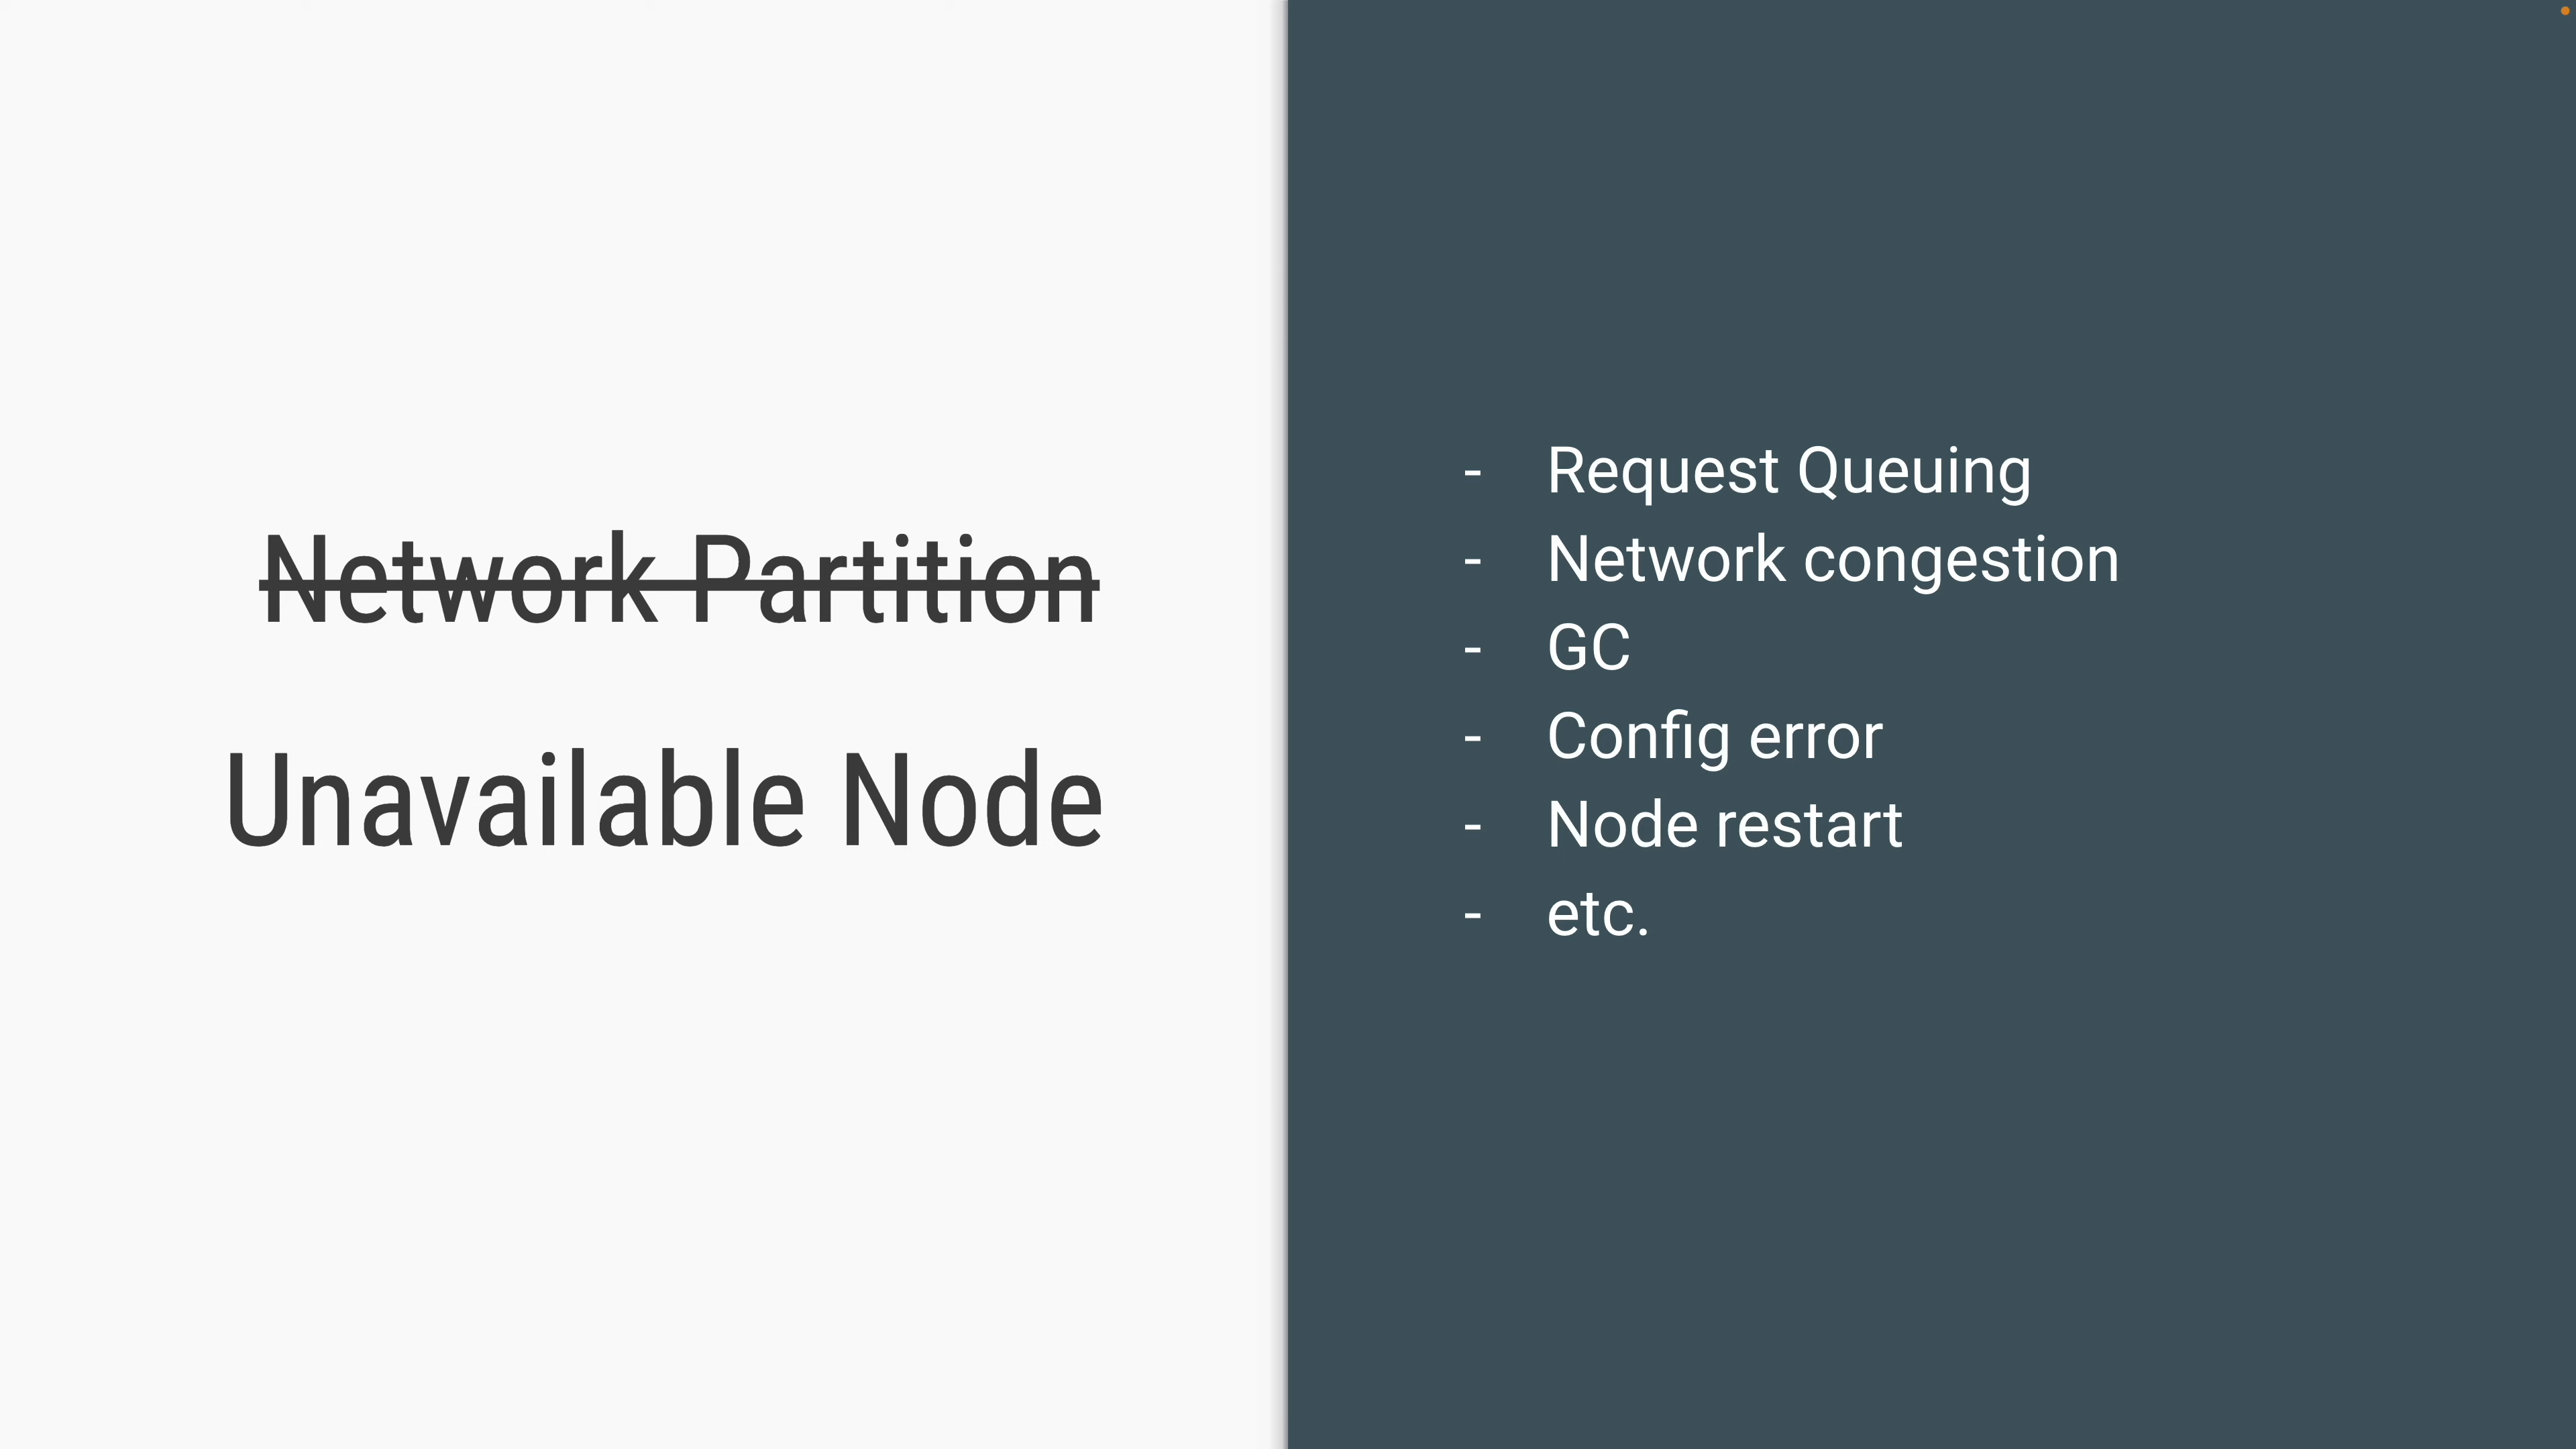 Network Partition
Unavailable Node
- Request Queuing
- Network congestion
- GC
- Config error
- Node restart
- etc.